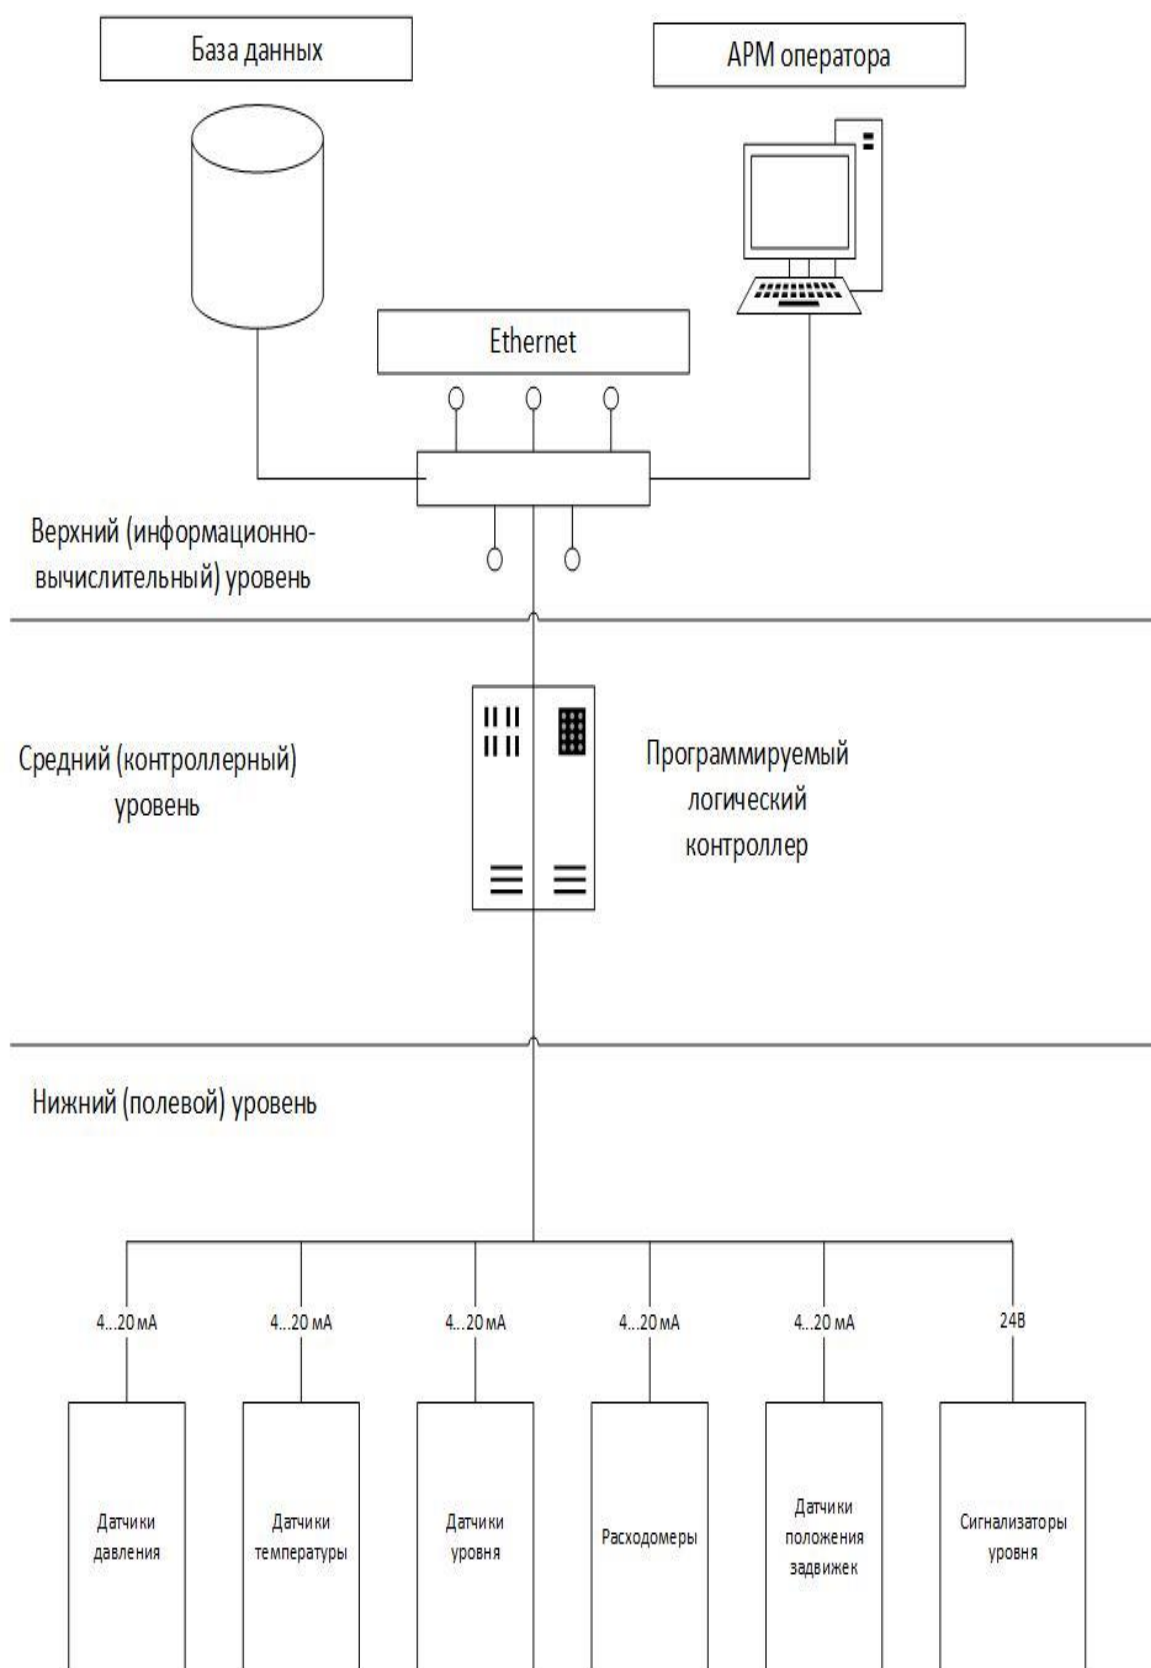 База данных
АРМ оператора
Ethernet
Верхний (информационно-
вычислительный) уровень
Средний (контроллерный)
уровень
Программируемый
логический
контроллер
Нижний (полевой) уровень
4...20 мА
4...20 мА
4...20 мА
4...20 мА
4...20 мА
24В
Датчики
давления
Датчики
температуры
Датчики
уровня
Расходомеры
Датчики
положения
задвижек
Сигнализаторы
уровня